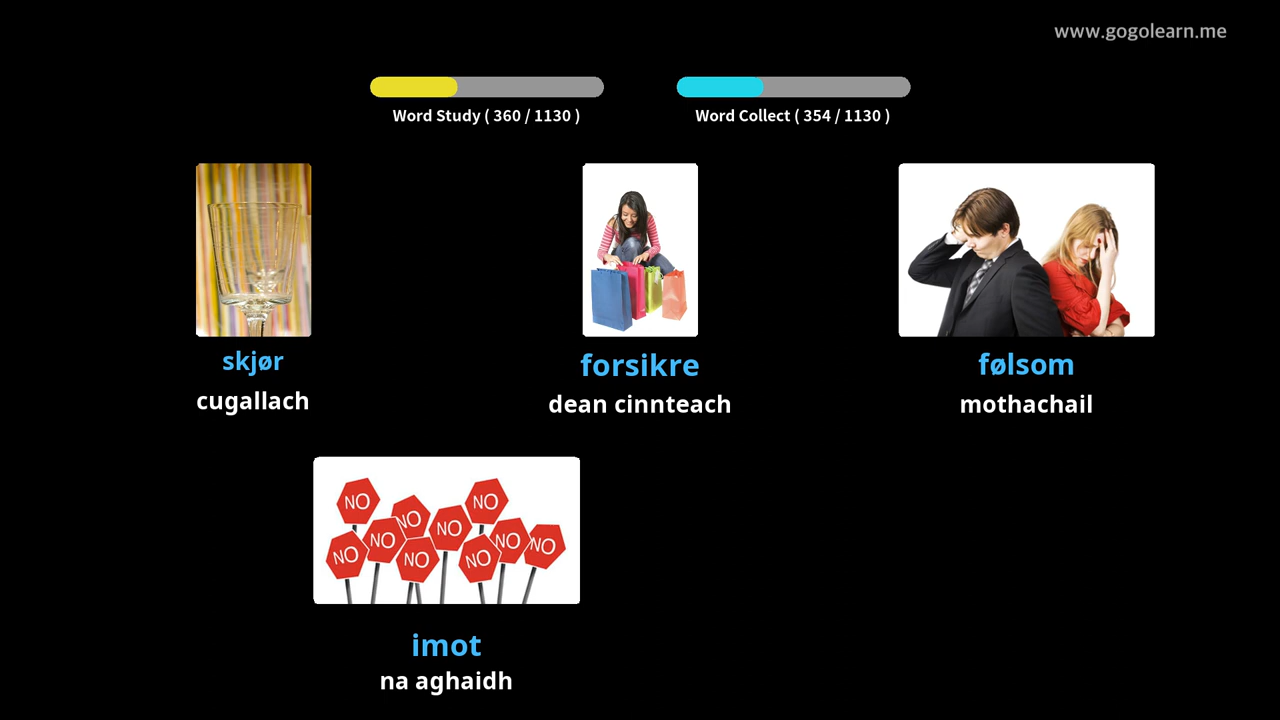 www.gogolearn.me
Word Study ( 360 / 1130 )
Word Collect ( 354 / 1130 )
skjør
forsikre
følsom
cugallach
dean cinnteach
mothachail
NO
NO
NO
NO
NO
NO
NO
NO
NO
NO
imot
na aghaidh